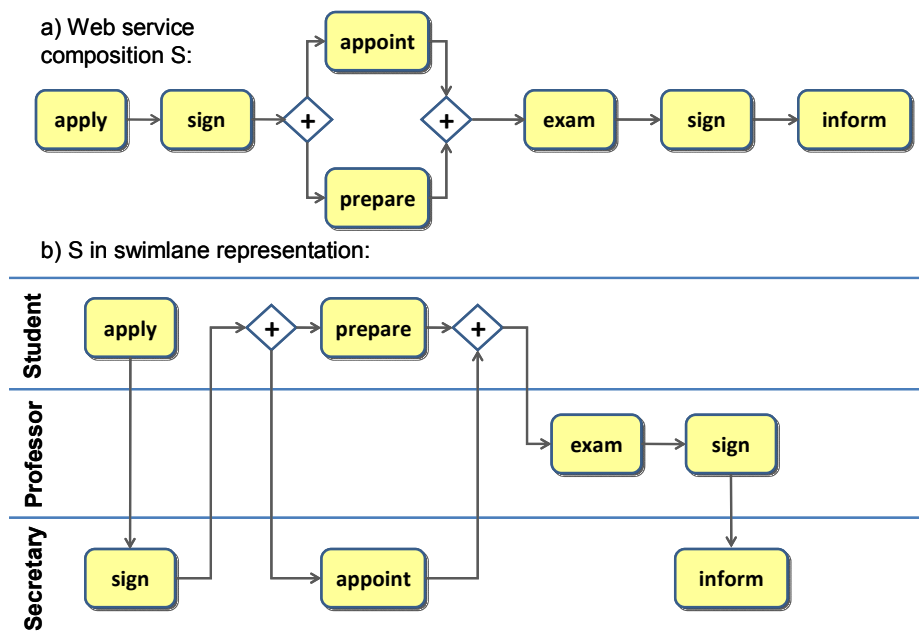 a) Web service
composition S:
appoint
apply
sign
+
+
exam
sign
inform
prepare
b) S in swimlane representation:
Student
apply
+
prepare
+
Professor
exam
sign
Secretary
sign
appoint
inform